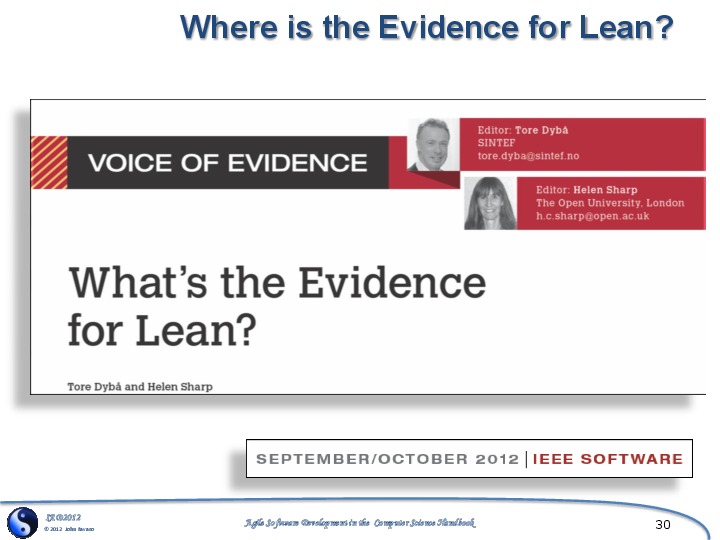 Where is the Evidence for Lean?
Editor: Tore Dybå
SINTEF
tore.dyba@sintef.no
VOICE OF EVIDENCE
Editor: Helen Sharp
The Open University, London
h.c.sharp@open.ac.uk
What's the Evidence
for Lean?
Tore Dybå and Helen Sharp
SEPTEMBER/OCTOBER 2012 | IEEE SOFTWARE
© 2012 John
Agile Software Development in the Computer Science Handbook
30